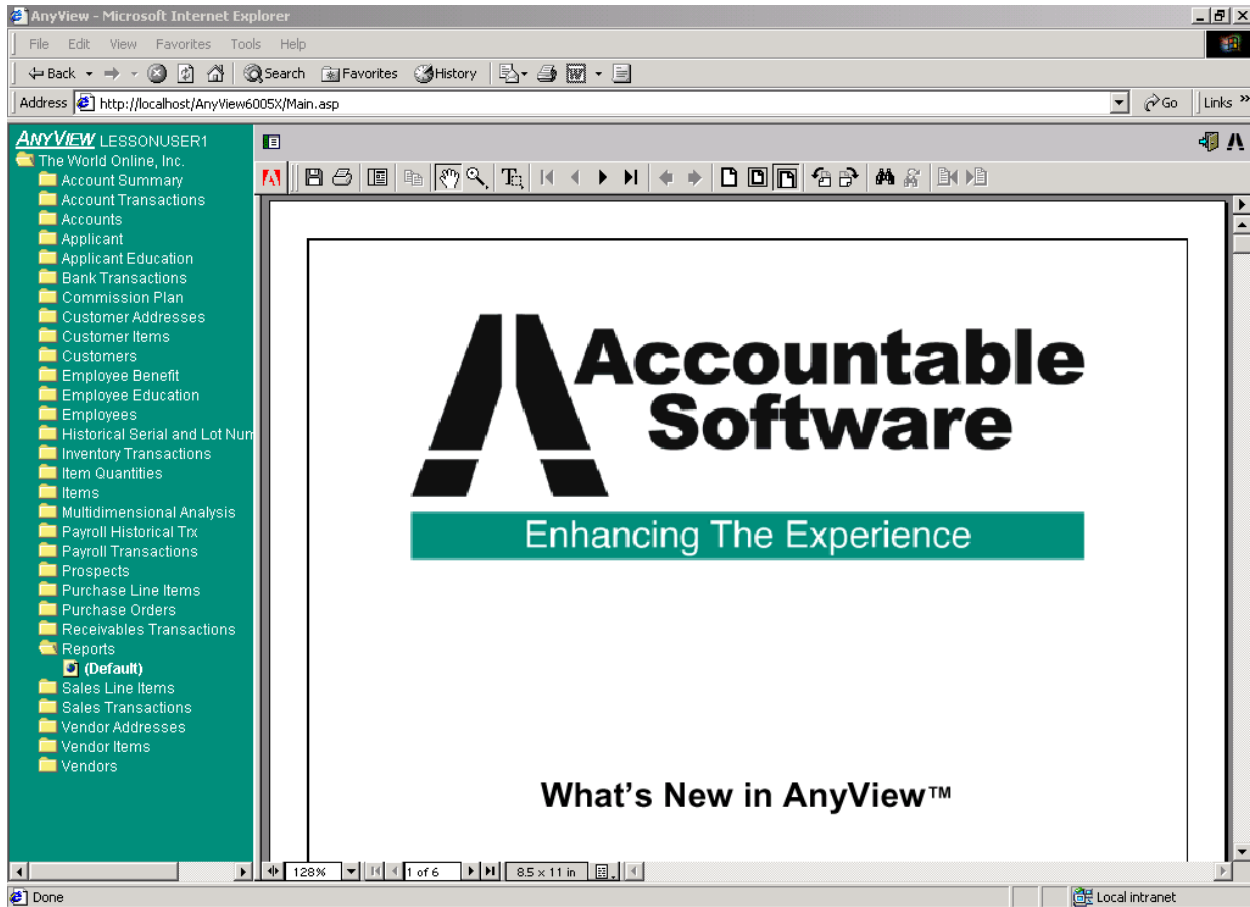 AnyView - Microsoft Internet Explorer
File Edit View Favorites Tools Help
Back Search Favorites History
Address http://localhost/AnyView6005X/Main.asp Go Links »
ANYVIEW LESSONUSER1
The World Online, Inc.
Account Summary
Account Transactions
Accounts
Applicant
Applicant Education
Bank Transactions
Commission Plan
Customer Addresses
Customer Items
Customers
Employee Benefit
Employee Education
Employees
Historical Serial and Lot Num
Inventory Transactions
Item Quantities
Items
Multidimensional Analysis
Payroll Historical Trx
Payroll Transactions
Prospects
Purchase Line Items
Purchase Orders
Receivables Transactions
Reports
(Default)
Sales Line Items
Sales Transactions
Vendor Addresses
Vendor Items
Vendors
Accountable
Software
Enhancing The Experience
What's New in AnyView™
128% 1 of 6 8.5 x 11 in
Done Local intranet